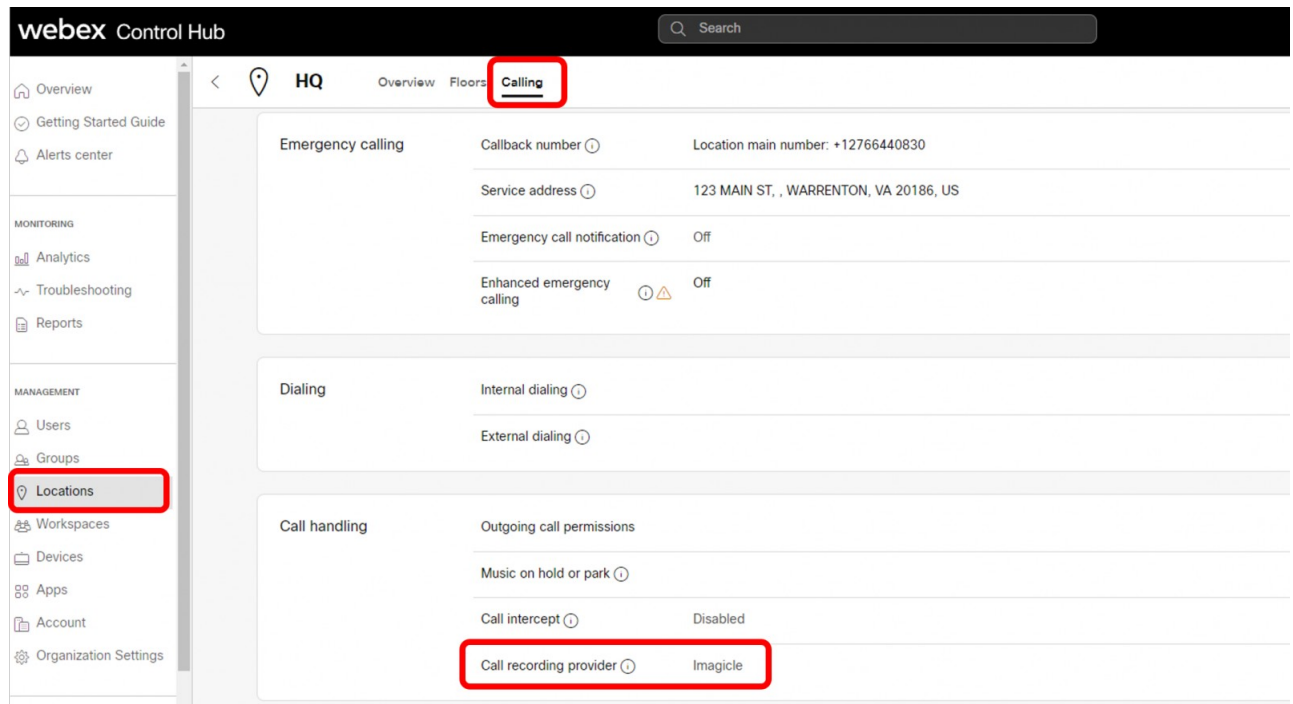 webex Control Hub
Search
Overview
Getting Started Guide
Alerts center
MONITORING
Analytics
Troubleshooting
Reports
MANAGEMENT
Users
Groups
Locations
Workspaces
Devices
Apps
Account
Organization Settings
HQ Overview Floors Calling
Emergency calling
Callback number Location main number: +12766440830
Service address 123 MAIN ST, , WARRENTON, VA 20186, US
Emergency call notification Off
Enhanced emergency
calling
Off
Dialing
Internal dialing
External dialing
Call handling
Outgoing call permissions
Music on hold or park
Call intercept Disabled
Call recording provider Imagicle